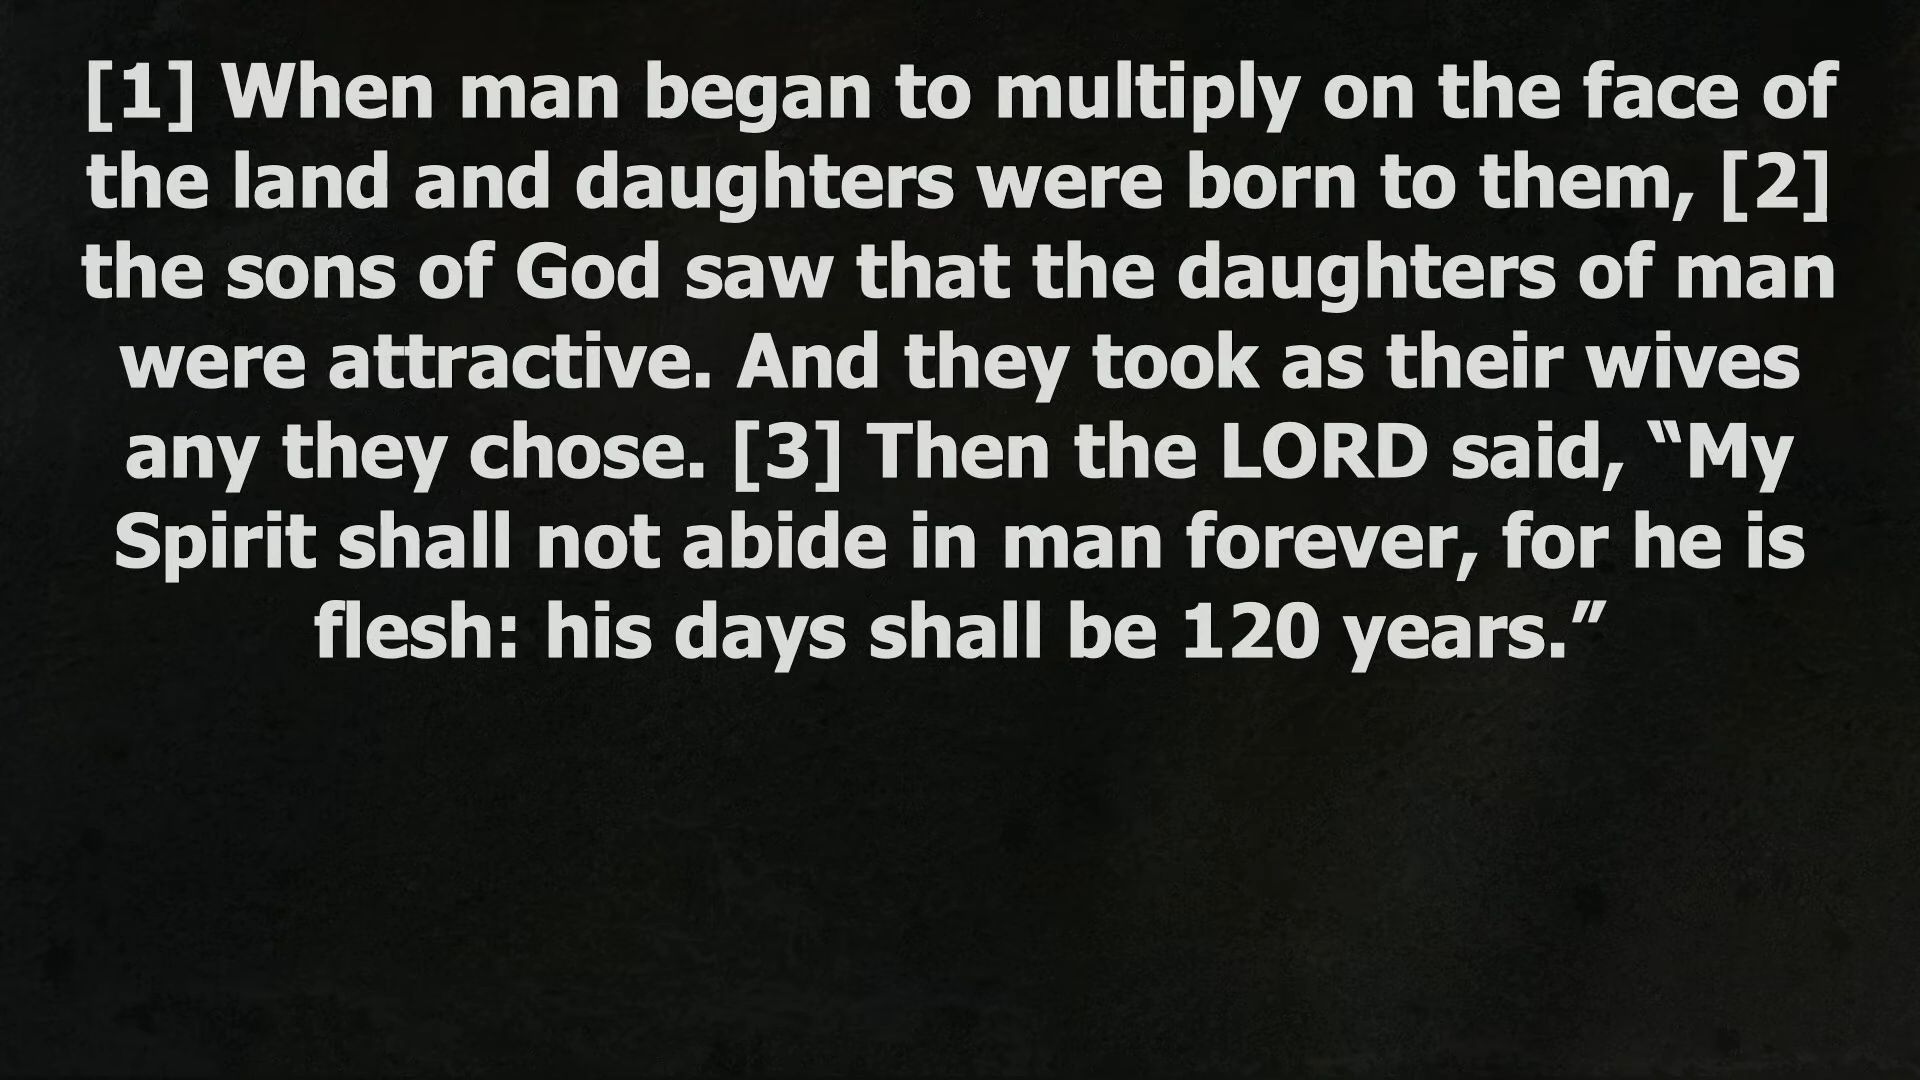 [1] When man began to multiply on the face of
the land and daughters were born to them, [2]
the sons of God saw that the daughters of man
were attractive. And they took as their wives
any they chose. [3] Then the LORD said, “My
Spirit shall not abide in man forever, for he is
flesh: his days shall be 120 years.”